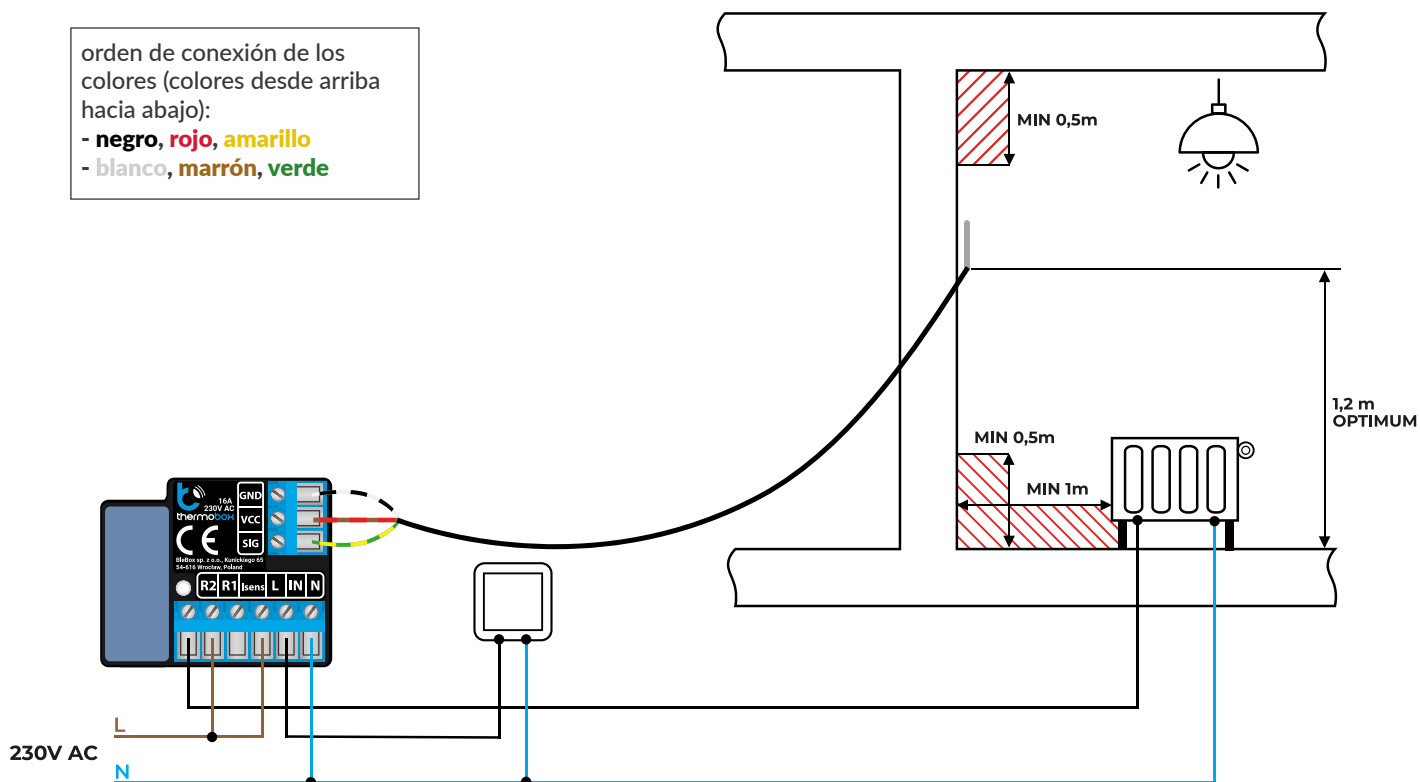 orden de conexión de los
colores (colores desde arriba
hacia abajo):
- negro, rojo, amarillo
- blanco, marrón, verde
MIN 0,5m
1,2 m
OPTIMUM
MIN 0,5m
MIN 1m
16A
230V AC
thermobox
GND
VCC
SIG
CE
BleBox sp. z o.o., Kunickiego 65
54-616 Wrocław, Poland
R2 R1 Isens L IN N
L
230V AC
N